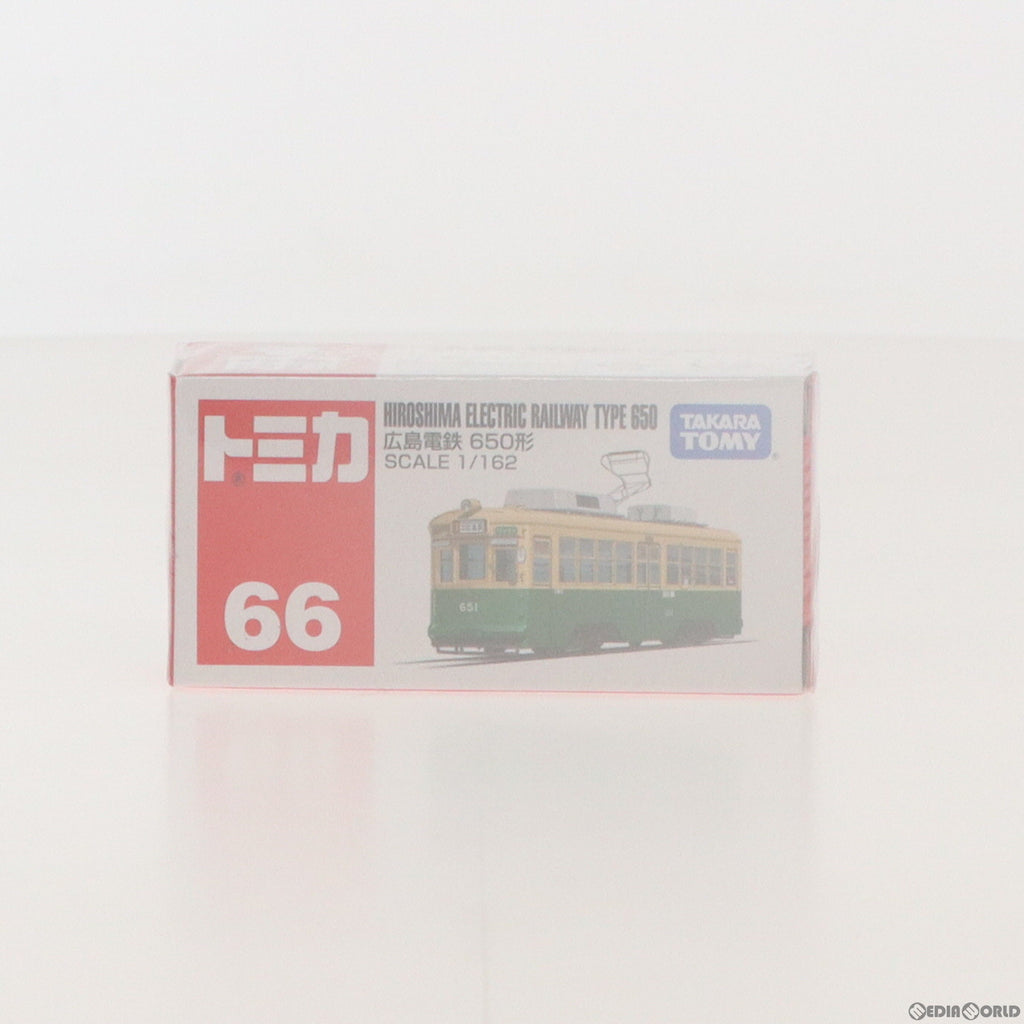 トミカ
®
66
HIROSHIMA ELECTRIC RAILWAY TYPE 650
広島電鉄 650形
SCALE 1/162
TAKARA
TOMY
651
MEDIAWORLD